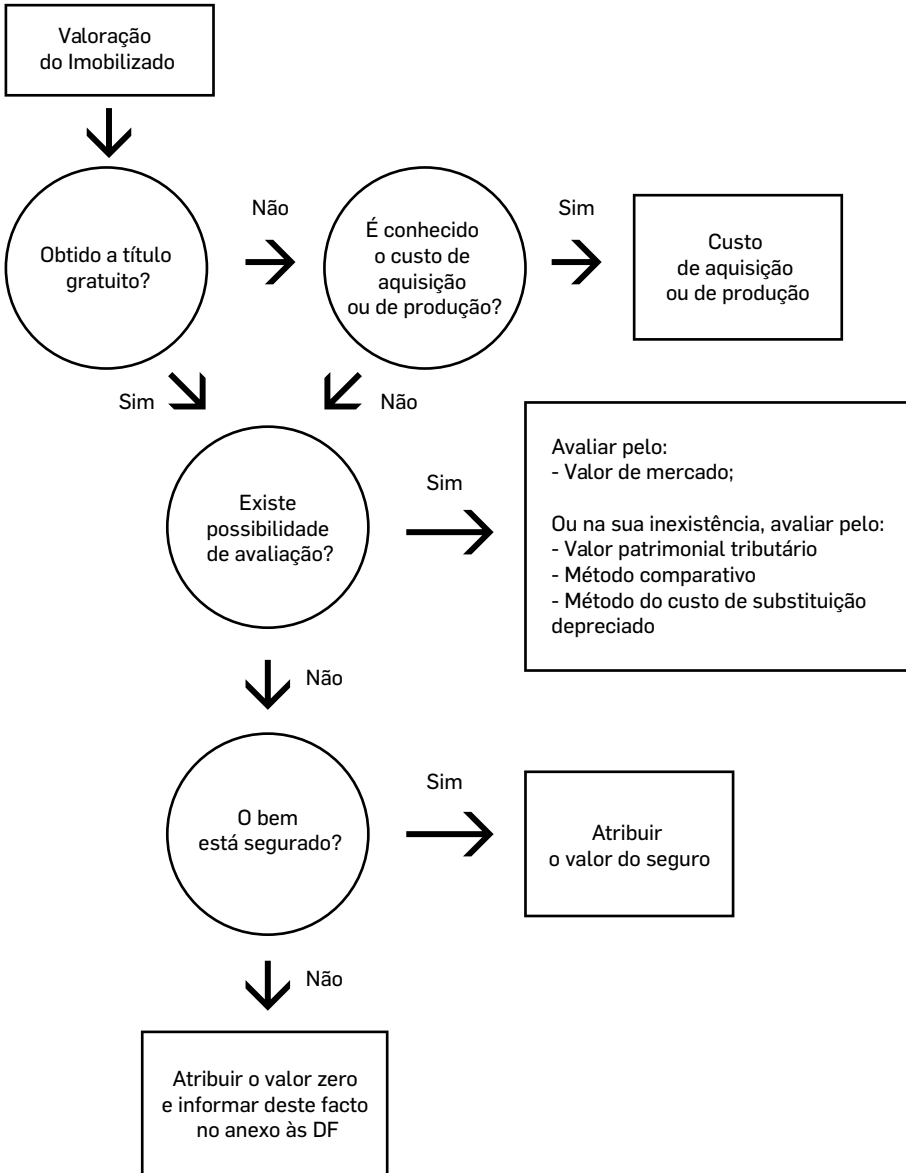 Valoração
do Imobilizado
Obtido a título
gratuito?
Não
É conhecido
o custo de
aquisição
ou de produção?
Sim
Custo
de aquisição
ou de produção
Sim
Não
Existe
possibilidade
de avaliação?
Sim
Avaliar pelo:
- Valor de mercado;
Ou na sua inexistência, avaliar pelo:
- Valor patrimonial tributário
- Método comparativo
- Método do custo de substituição
depreciado
Não
O bem
está segurado?
Sim
Atribuir
o valor do seguro
Não
Atribuir o valor zero
e informar deste facto
no anexo às DF